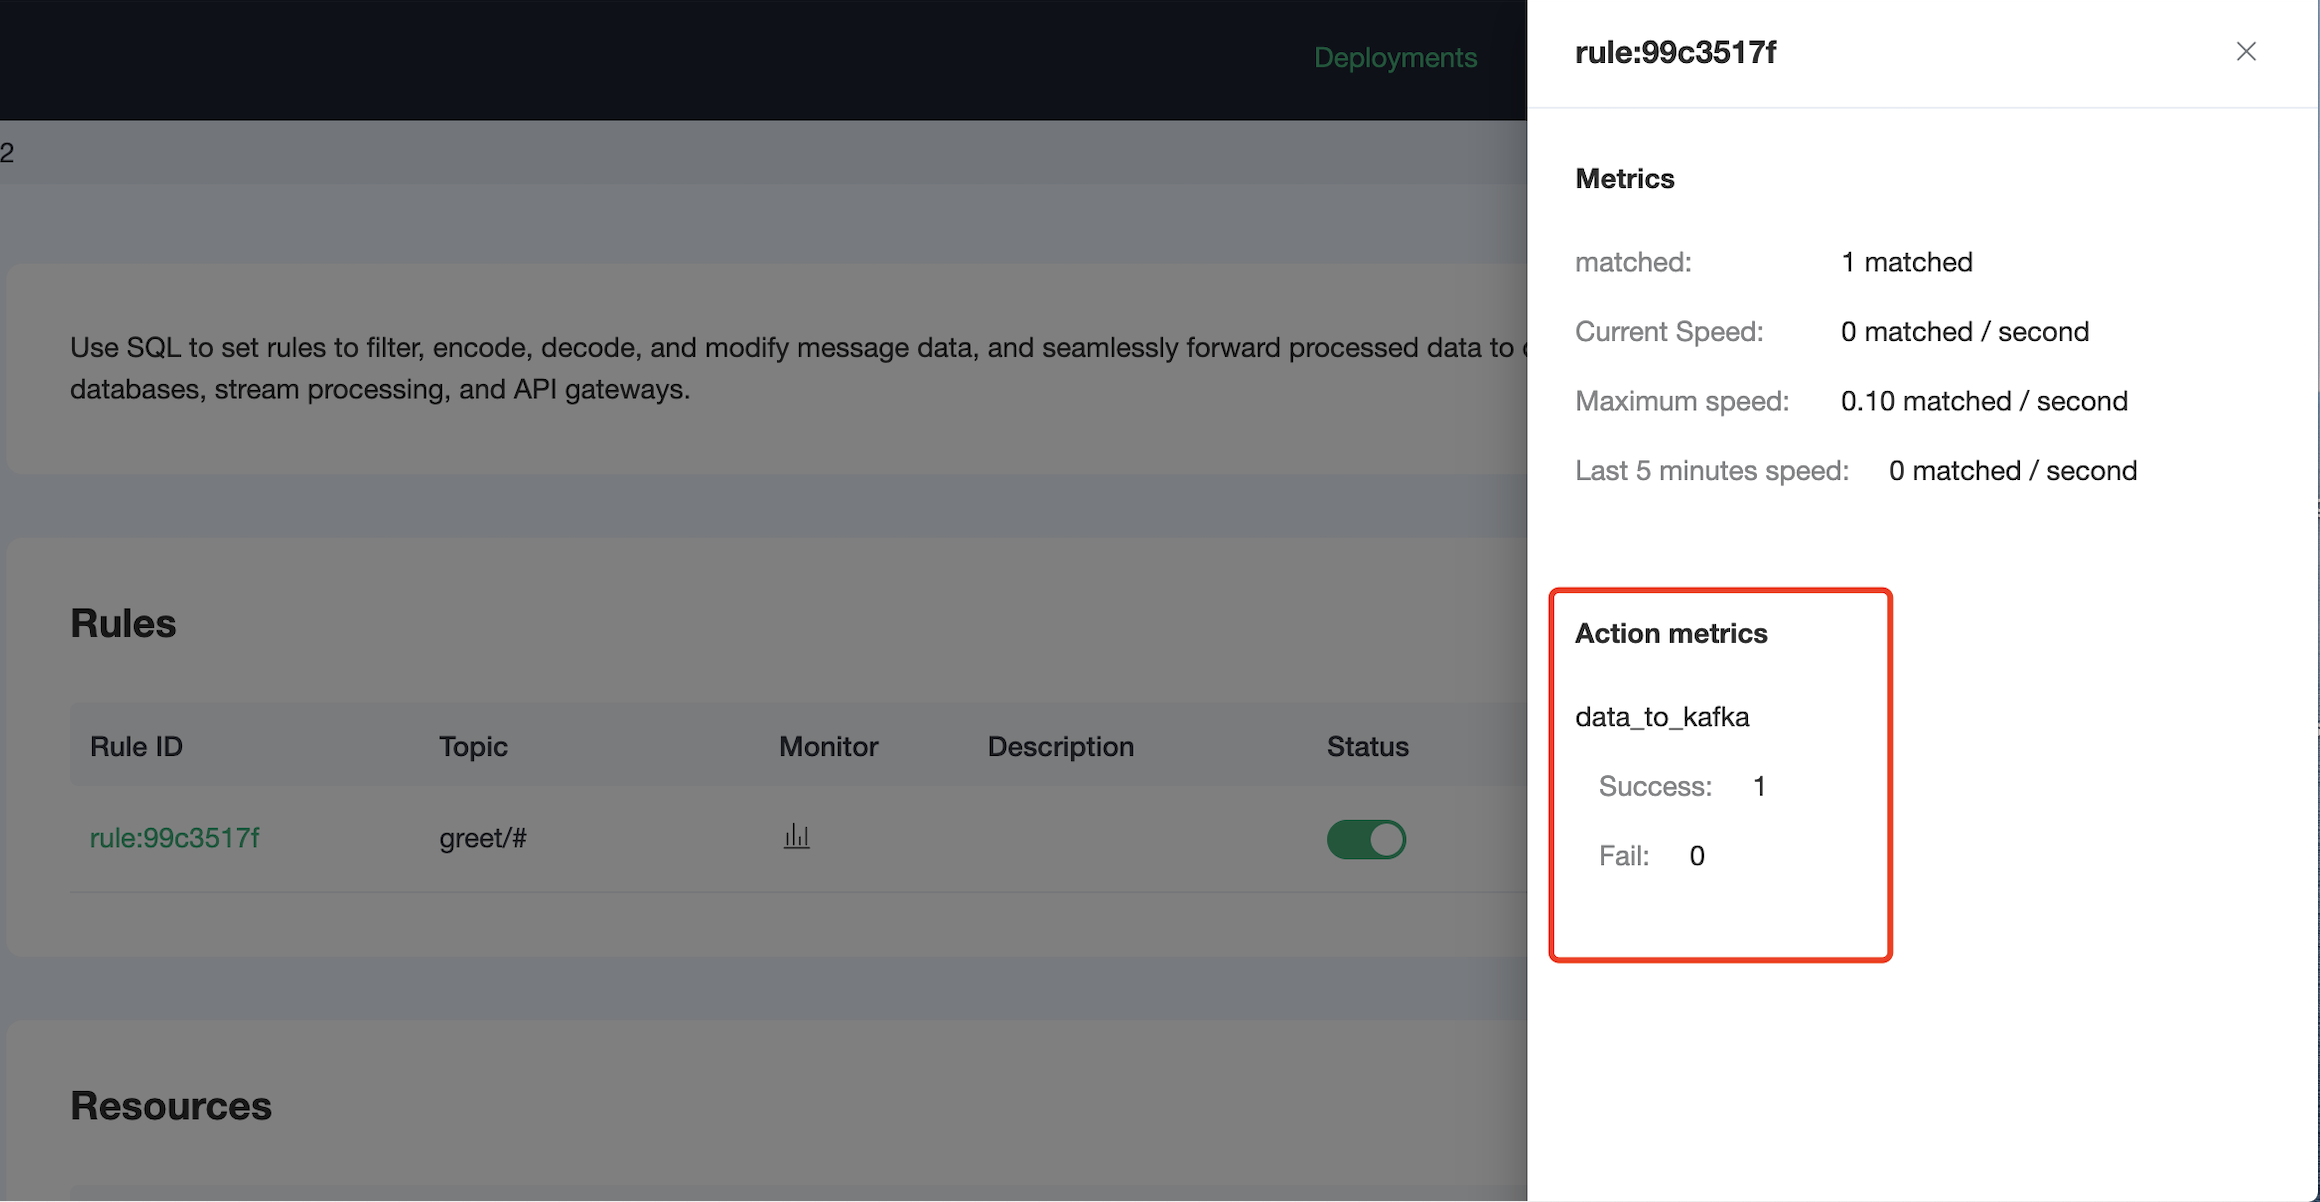 Deployments
2
Use SQL to set rules to filter, encode, decode, and modify message data, and seamlessly forward processed data to
databases, stream processing, and API gateways.
Rules
Rule ID Topic Monitor Description Status
rule:99c3517f greet/#
Resources
rule:99c3517f
Metrics
matched: 1 matched
Current Speed: 0 matched / second
Maximum speed: 0.10 matched / second
Last 5 minutes speed: 0 matched / second
Action metrics
data_to_kafka
Success: 1
Fail: 0